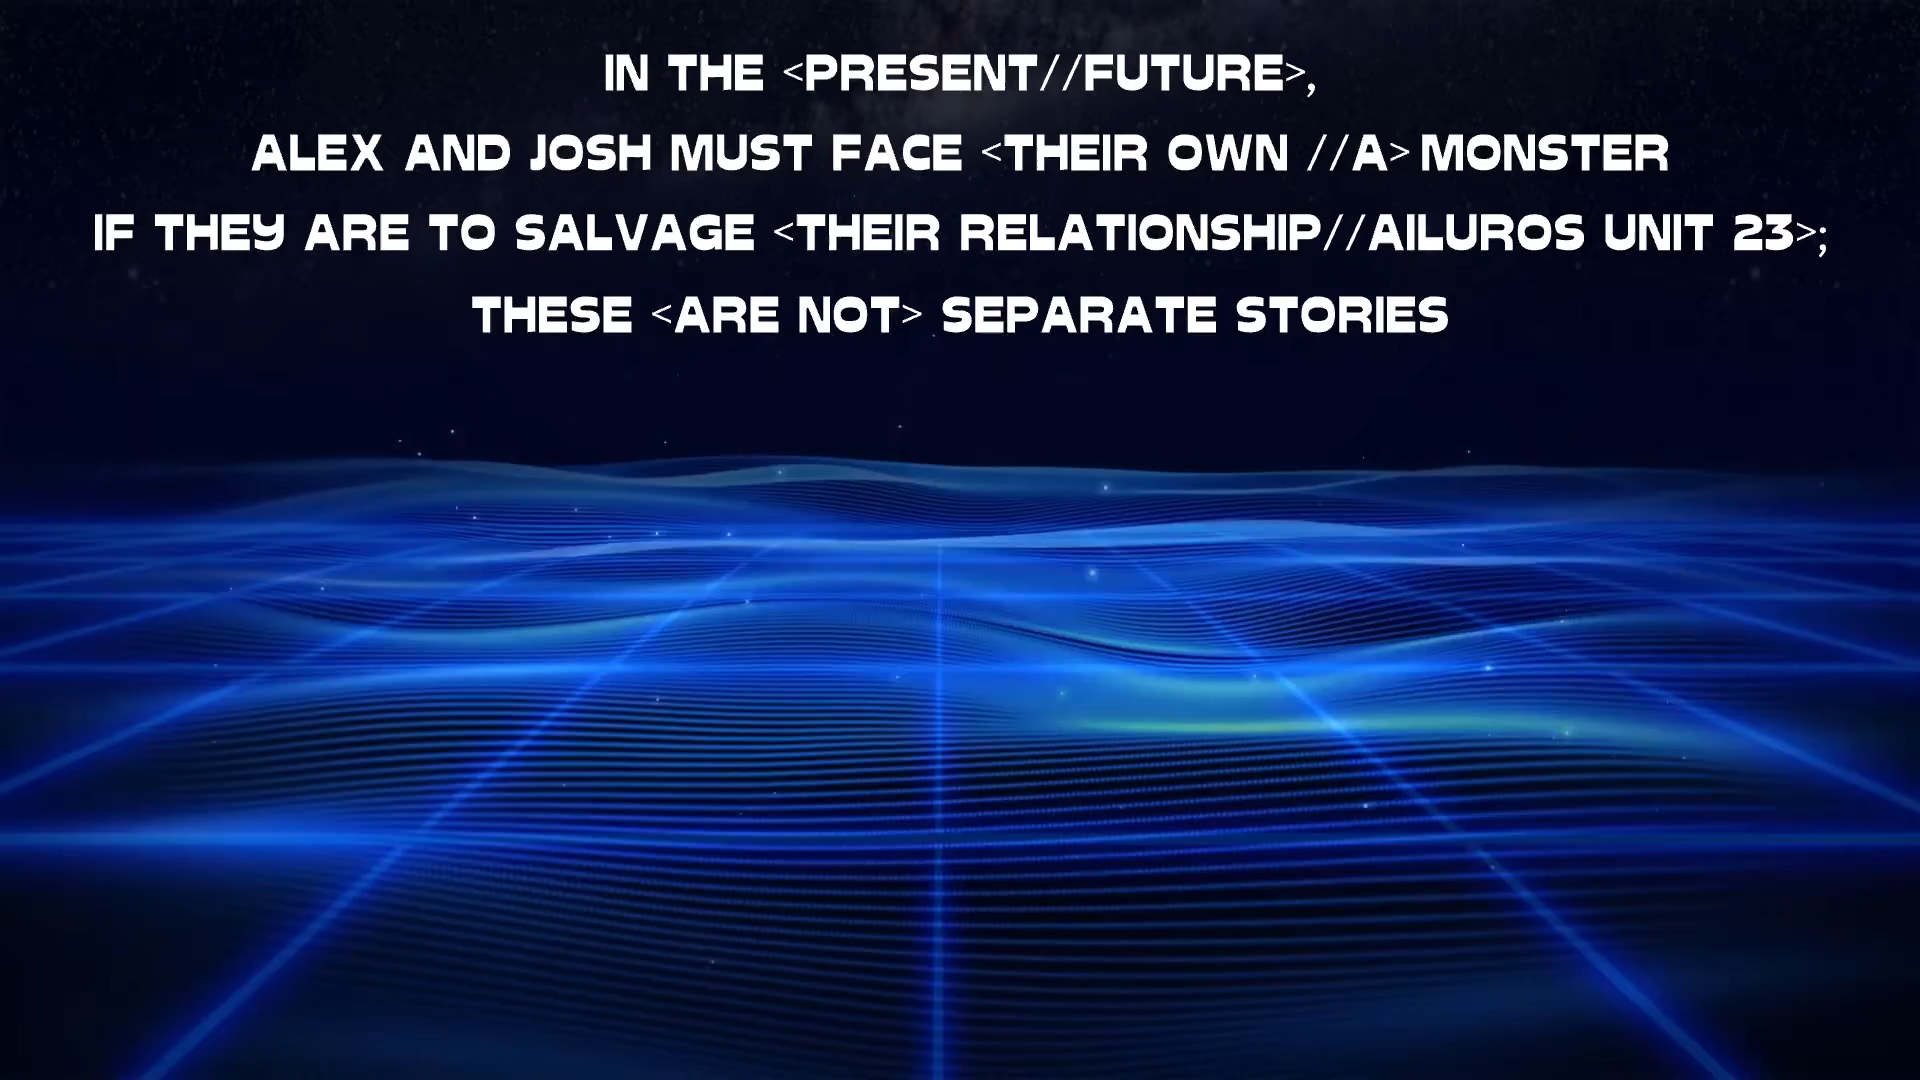 IN THE <PRESENT//FUTURE>,
ALEX AND JOSH MUST FACE <THEIR OWN //A> MONSTER
IF THEY ARE TO SALVAGE <THEIR RELATIONSHIP//AILUROS UNIT 23>;
THESE <ARE NOT> SEPARATE STORIES